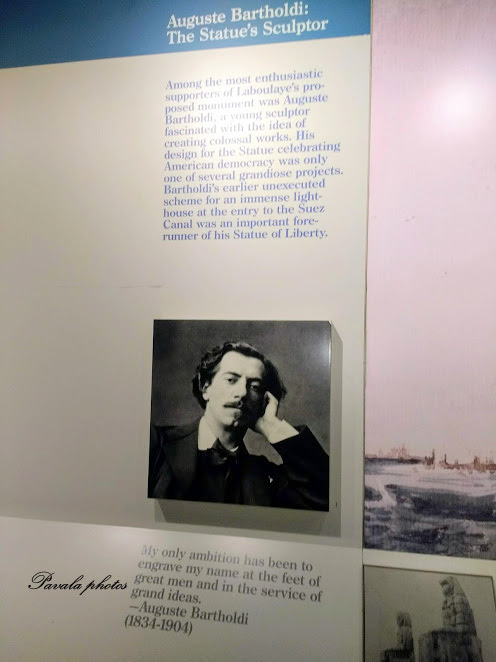 Auguste Bartholdi:
The Statue's Sculptor
Among the most enthusiastic
supporters of Laboulaye's pro-
posed monument was Auguste
Bartholdi, a young sculptor
fascinated with the idea of
creating colossal works. His
design for the Statue celebrating
American democracy was only
one of several grandiose projects.
Bartholdi's earlier unexecuted
scheme for an immense light-
house at the entry to the Suez
Canal was an important fore-
runner of his Statue of Liberty.
My only ambition has been to
engrave my name at the feet of
great men and in the service of
grand ideas.
—Auguste Bartholdi
(1834-1904)
Pavala photos